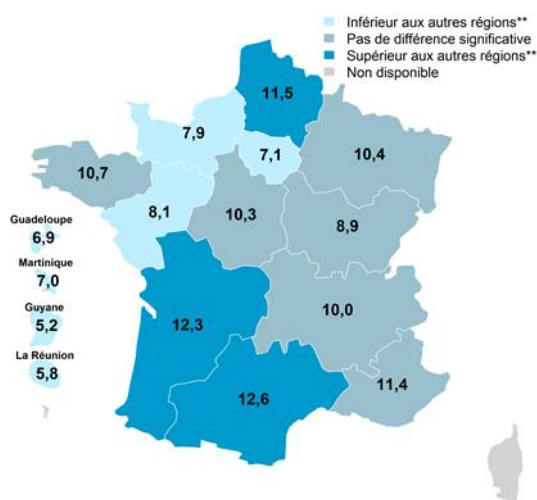 Inférieur aux autres régions**
Pas de différence significative
Supérieur aux autres régions**
Non disponible
11,5
7,9
7,1
10,4
10,7
8,1
10,3
8,9
Guadeloupe
6,9
Martinique
7,0
Guyane
5,2
La Réunion
5,8
10,0
12,3
11,4
12,6